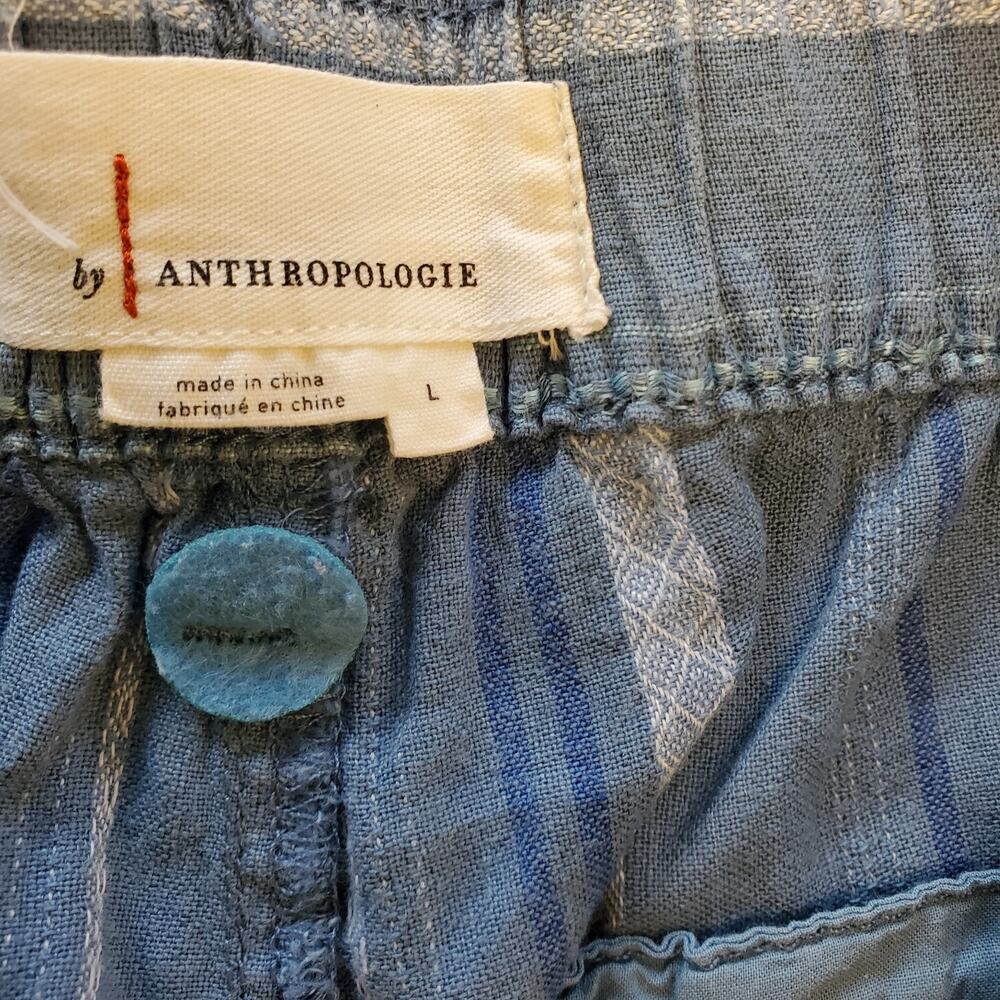 by ANTHROPOLOGIE
made in china
fabriqué en chine
L